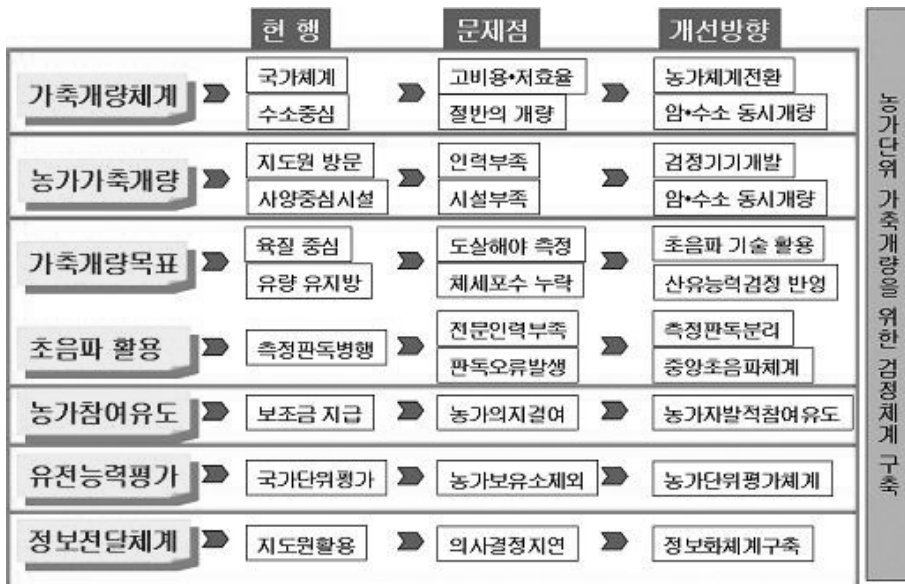 헌 행
문제점
개선방향
가축개량체계
국가체계
수소중심
고비용•저효율
절반의 개량
농가체계전환
암•수소 동시개량
농가가축개량
지도원 방문
사양중심시설
인력부족
시설부족
검정기기개발
암•수소 동시개량
가축개량목표
육질 중심
유량 유지방
도살해야 측정
체세포수 누락
초음파 기술 활용
산유능력검정 반영
초음파 활용
측정판독병행
전문인력부족
판독오류발생
측정판독분리
중앙초음파체계
농가참여유도
보조금 지급
농가의지결여
농가자발적참여유도
유전능력평가
국가단위평가
농가보유소제외
농가단위평가체계
정보전달체계
지도원활용
의사결정지연
정보화체계구축
농가단위 가축개량을 위한 검정체계 구축